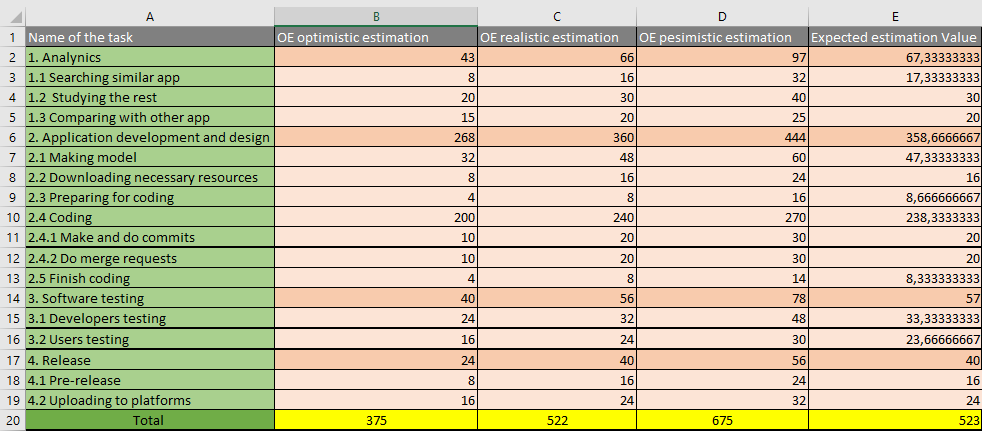 A B C D E
1 Name of the task OE optimistic estimation OE realistic estimation OE pesimistic estimation Expected estimation Value
2 1. Analynics 43 66 97 67,33333333
3 1.1 Searching similar app 8 16 32 17,33333333
4 1.2 Studying the rest 20 30 40 30
5 1.3 Comparing with other app 15 20 25 20
6 2. Application development and design 268 360 444 358,6666667
7 2.1 Making model 32 48 60 47,33333333
8 2.2 Downloading necessary resources 8 16 24 16
9 2.3 Preparing for coding 4 8 16 8,666666667
10 2.4 Coding 200 240 270 238,3333333
11 2.4.1 Make and do commits 10 20 30 20
12 2.4.2 Do merge requests 10 20 30 20
13 2.5 Finish coding 4 8 14 8,333333333
14 3. Software testing 40 56 78 57
15 3.1 Developers testing 24 32 48 33,33333333
16 3.2 Users testing 16 24 30 23,66666667
17 4. Release 24 40 56 40
18 4.1 Pre-release 8 16 24 16
19 4.2 Uploading to platforms 16 24 32 24
20 Total 375 522 675 523